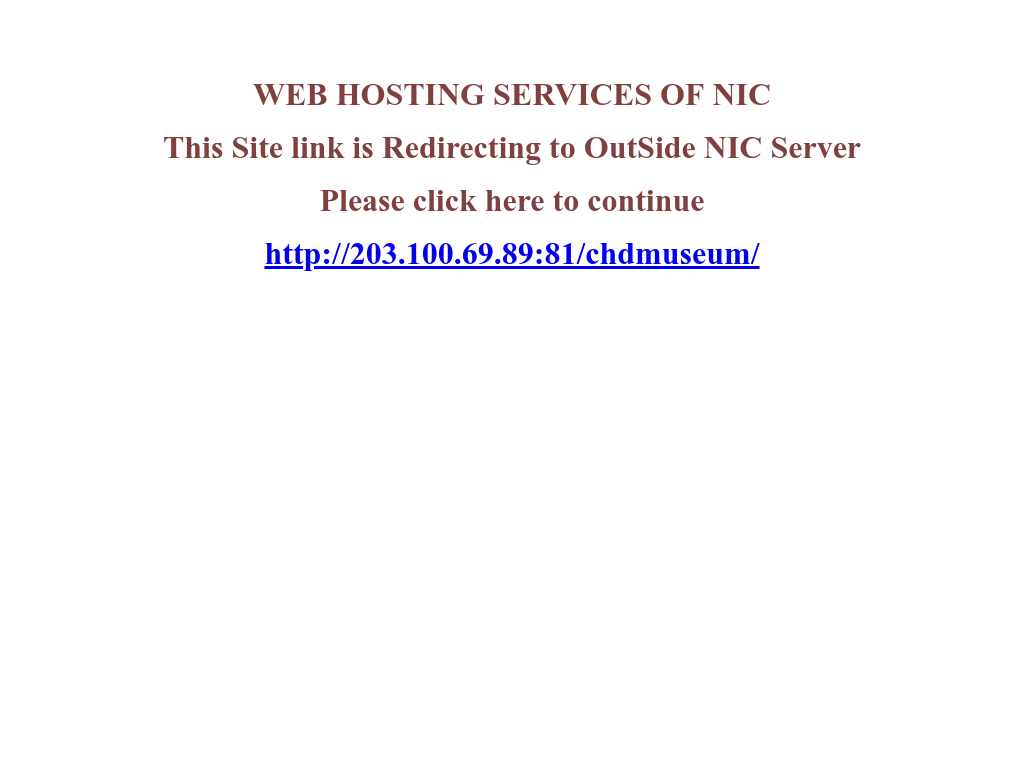 WEB HOSTING SERVICES OF NIC
This Site link is Redirecting to OutSide NIC Server
Please click here to continue
http://203.100.69.89:81/chdmuseum/